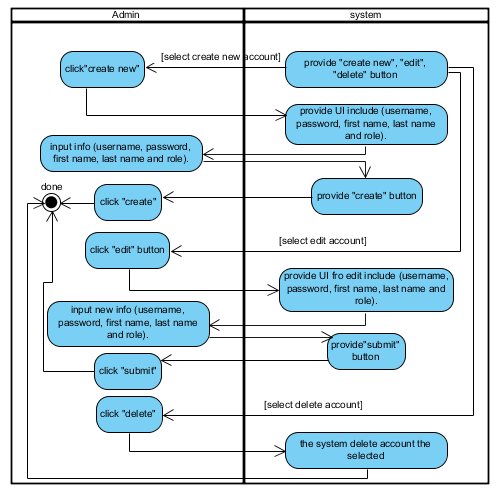 Admin
system
[select create new account]
click"create new"
provide "create new", "edit",
"delete" button
provide UI include (username,
password, first name, last name
and role).
input info (username, password,
first name, last name and role).
done
click "create"
provide "create" button
[select edit account]
click "edit" button
provide UI fro edit include (username,
password, first name, last name and
role).
input new info (username,
password, first name, last name
and role).
provide"submit"
button
click "submit"
[select delete account]
click "delete"
the system delete account the
selected